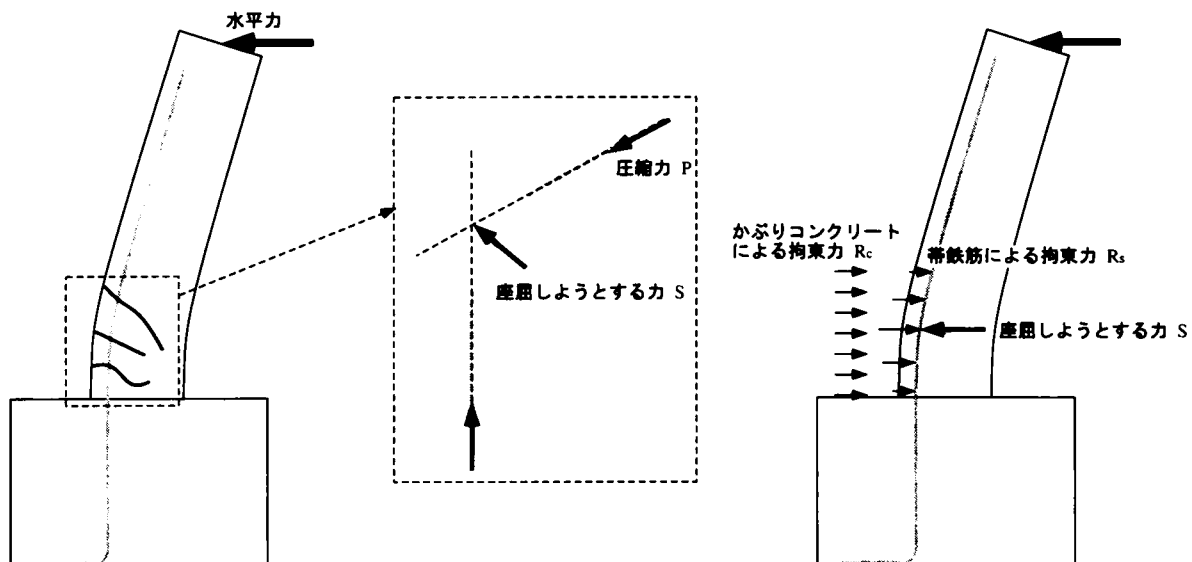 水平力
圧縮力 P
座屈しようとする力 S
かぶりコンクリート
による拘束力 Rc
帯鉄筋による拘束力 Rs
座屈しようとする力 S